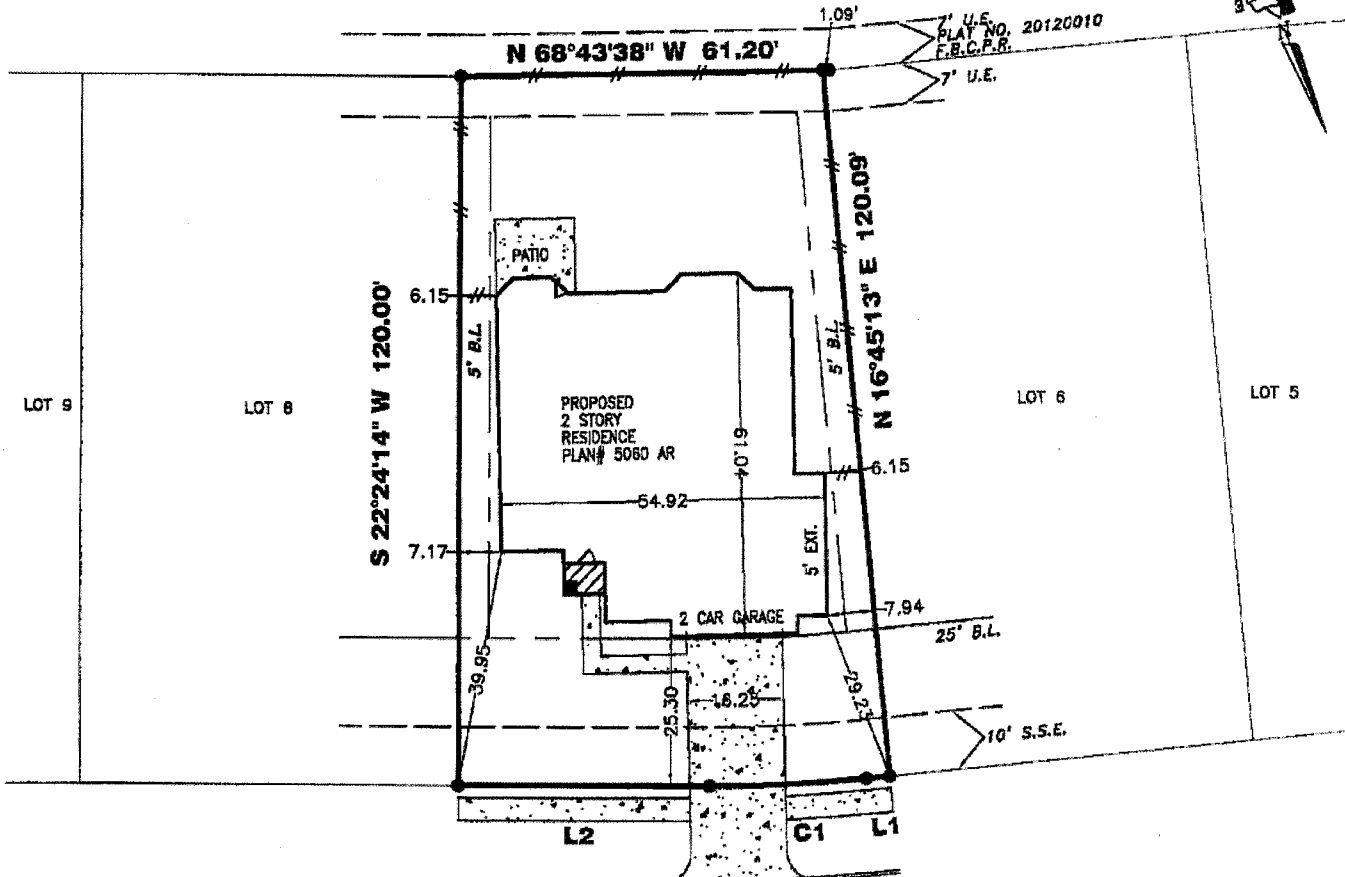 1.09'
7' U.E.
PLAT NO. 20120010
F.B.C.P.R.
N 68°43'38" W 61.20'
7' U.E.
N 16°45'13" E 120.09'
PATIO
6.15
S 22°24'14" W 120.00'
5' B.L.
5' B.L.
LOT 9
LOT 8
LOT 6
LOT 5
PROPOSED
2 STORY
RESIDENCE
PLAN# 5060 AR
61.04
6.15
54.92
7.17
5' EXT.
2 CAR GARAGE
7.94
25' B.L.
39.95
25.30
16.25
29.23
10' S.S.E.
L2
C1
L1